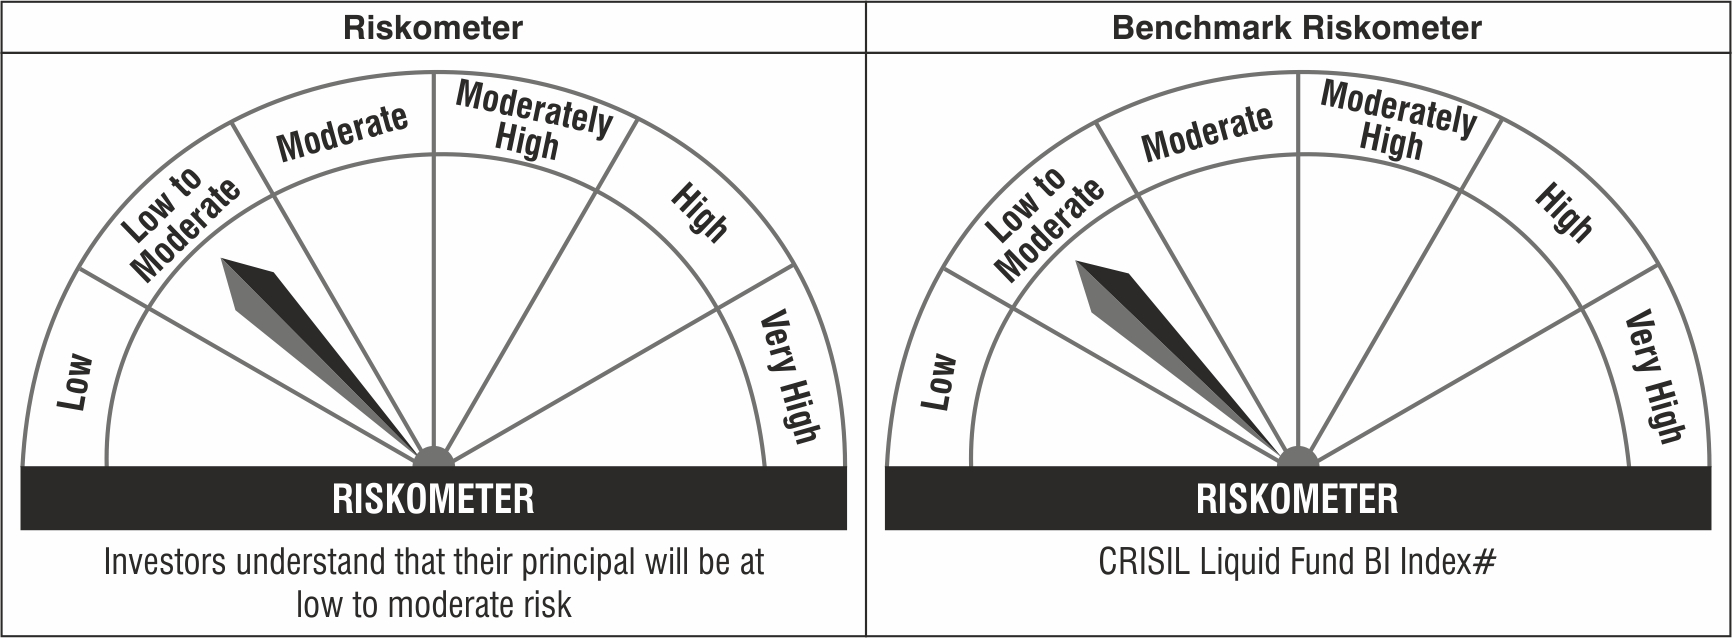 Riskometer
Low
Low to
Moderate
Moderate
Moderately
High
High
Very High
RISKOMETER
Investors understand that their principal will be at
low to moderate risk
Benchmark Riskometer
Low
Low to
Moderate
Moderate
Moderately
High
High
Very High
RISKOMETER
CRISIL Liquid Fund BI Index#